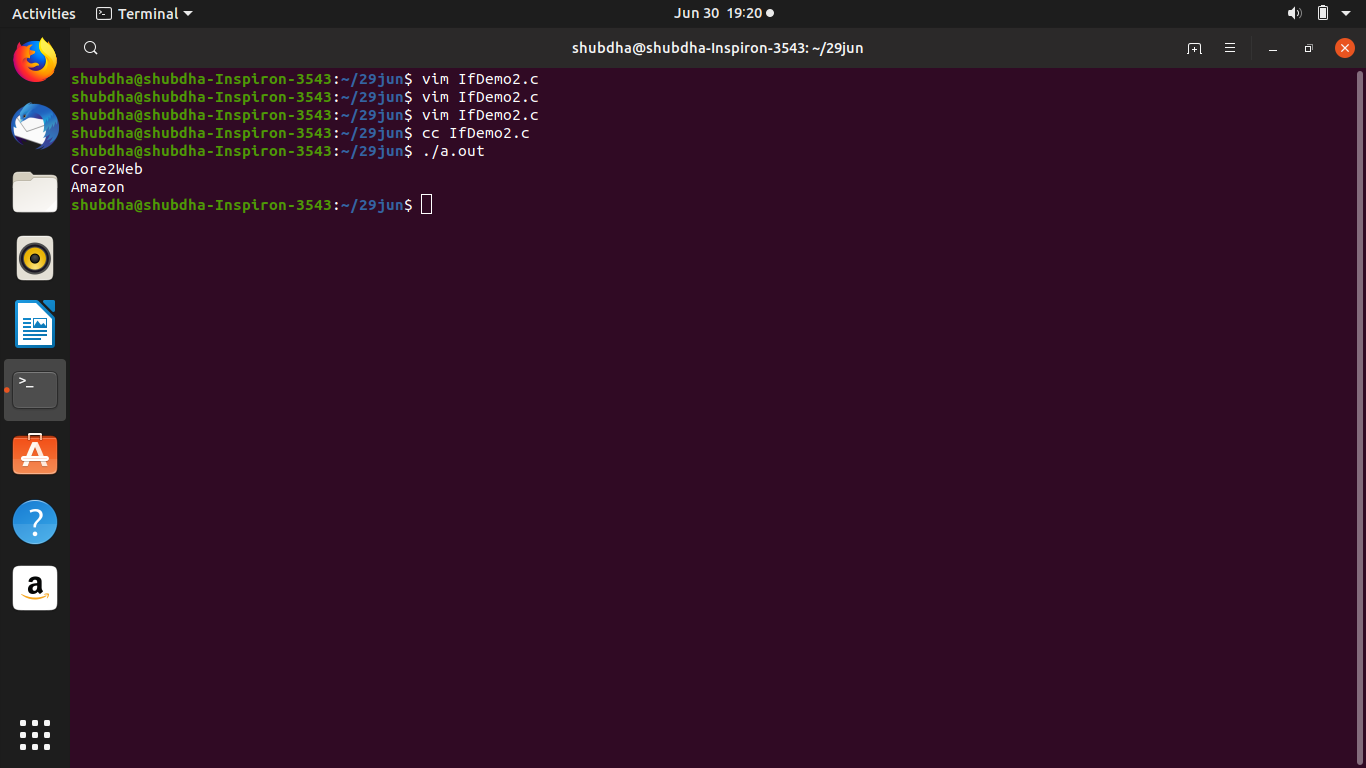 Activities Terminal Jun 30 19:20
shubdha@shubdha-Inspiron-3543: ~/29jun
shubdha@shubdha-Inspiron-3543:~/29jun$ vim IfDemo2.c
shubdha@shubdha-Inspiron-3543:~/29jun$ vim IfDemo2.c
shubdha@shubdha-Inspiron-3543:~/29jun$ vim IfDemo2.c
shubdha@shubdha-Inspiron-3543:~/29jun$ cc IfDemo2.c
shubdha@shubdha-Inspiron-3543:~/29jun$ ./a.out
Core2Web
Amazon
shubdha@shubdha-Inspiron-3543:~/29jun$